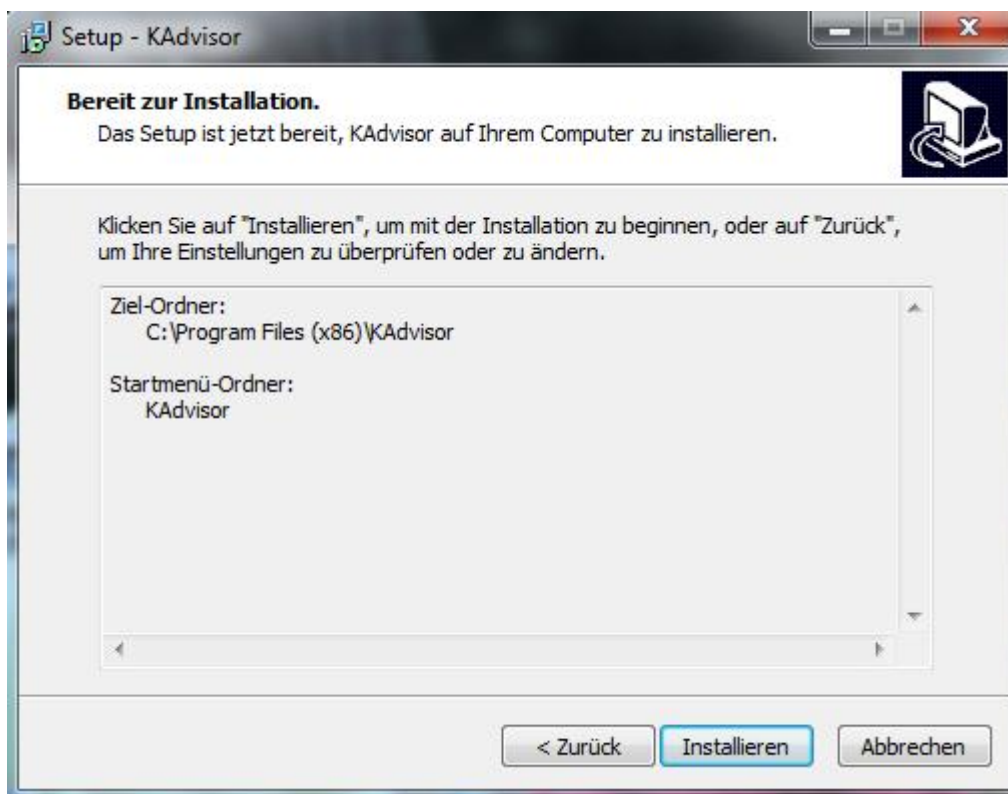 Setup - KAdvisor
Bereit zur Installation.
Das Setup ist jetzt bereit, KAdvisor auf Ihrem Computer zu installieren.
Klicken Sie auf "Installieren", um mit der Installation zu beginnen, oder auf "Zurück",
um Ihre Einstellungen zu überprüfen oder zu ändern.
Ziel-Ordner:
C:\Program Files (x86)\KAdvisor
Startmenü-Ordner:
KAdvisor
< Zurück
Installieren
Abbrechen